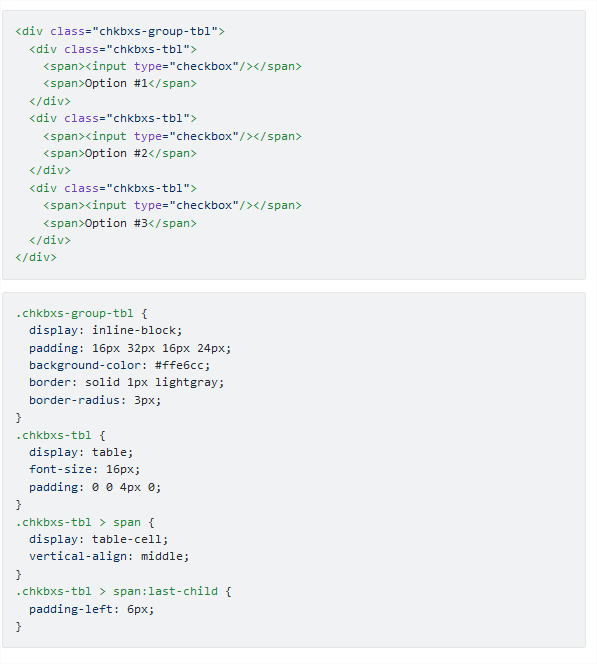 <div class="chkbxs-group-tbl">
  <div class="chkbxs-tbl">
    <span><input type="checkbox"/></span>
    <span>Option #1</span>
  </div>
  <div class="chkbxs-tbl">
    <span><input type="checkbox"/></span>
    <span>Option #2</span>
  </div>
  <div class="chkbxs-tbl">
    <span><input type="checkbox"/></span>
    <span>Option #3</span>
  </div>
</div>
.chkbxs-group-tbl {
  display: inline-block;
  padding: 16px 32px 16px 24px;
  background-color: #ffe6cc;
  border: solid 1px lightgray;
  border-radius: 3px;
}
.chkbxs-tbl {
  display: table;
  font-size: 16px;
  padding: 0 0 4px 0;
}
.chkbxs-tbl > span {
  display: table-cell;
  vertical-align: middle;
}
.chkbxs-tbl > span:last-child {
  padding-left: 6px;
}